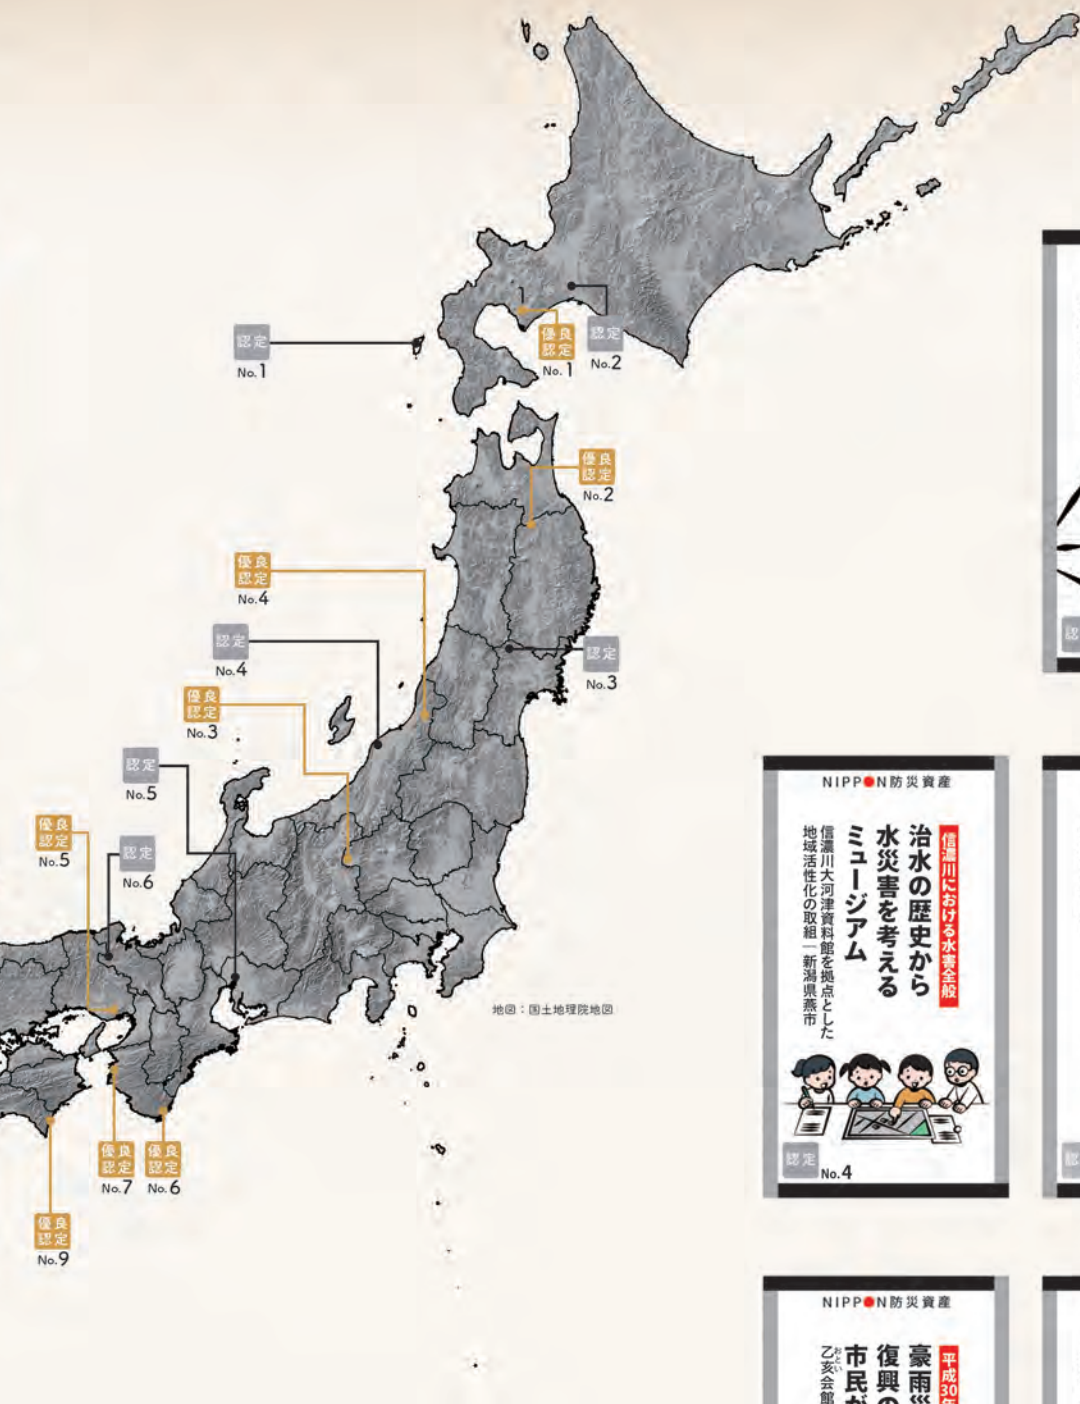 認定
No.1
優良
認定
No.1
認定
No.2
優良
認定
No.2
優良
認定
No.4
認定
No.4
認定
No.3
優良
認定
No.3
認定
No.5
優良
認定
No.5
認定
No.6
地図：国土地理院地図
優良
認定
No.7
優良
認定
No.6
優良
認定
No.9
NIPPON防災資産
信濃川における水害全般
治水の歴史から
水災害を考える
ミュージアム
信濃川大河津資料館を拠点とした
地域活性化の取組―新潟県燕市
認定
No.4
NIPPON防災資産
平成30年
豪雨災
復興の
市民が
乙亥会館
おとい